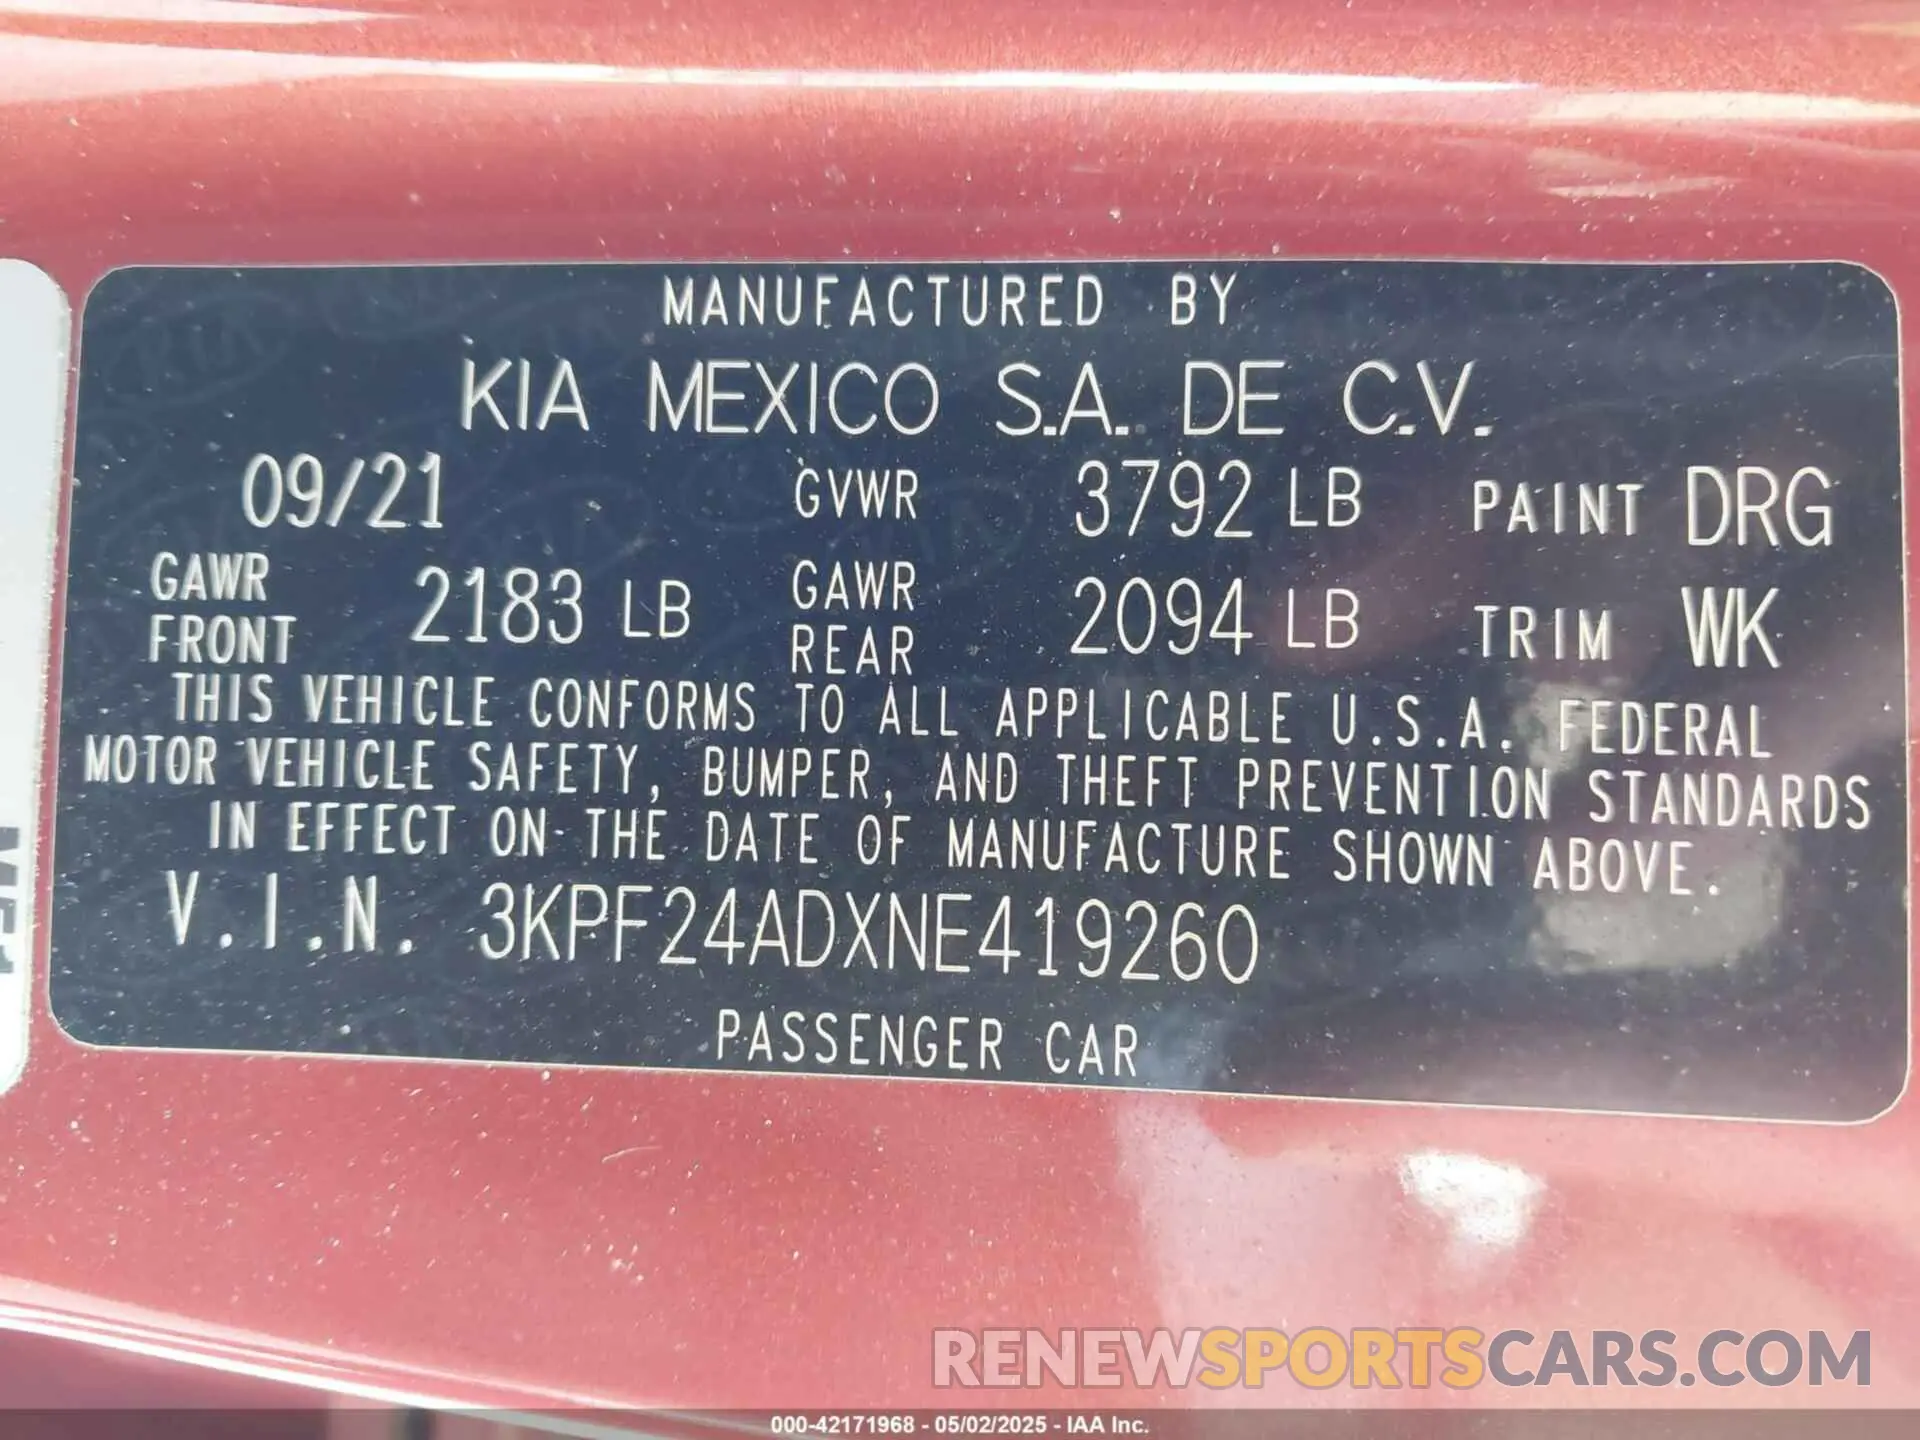 MANUFACTURED BY
KIA MEXICO S.A. DE C.V.
09/21 GVWR 3792 LB PAINT DRG
GAWR FRONT 2183 LB GAWR REAR 2094 LB TRIM WK
THIS VEHICLE CONFORMS TO ALL APPLICABLE U.S.A. FEDERAL
MOTOR VEHICLE SAFETY, BUMPER, AND THEFT PREVENTION STANDARDS
IN EFFECT ON THE DATE OF MANUFACTURE SHOWN ABOVE.
V.I.N. 3KPF24ADXNE419260
PASSENGER CAR
RENEWSPORTSCARS.COM
000-42171968 - 05/02/2025 - IAA Inc.